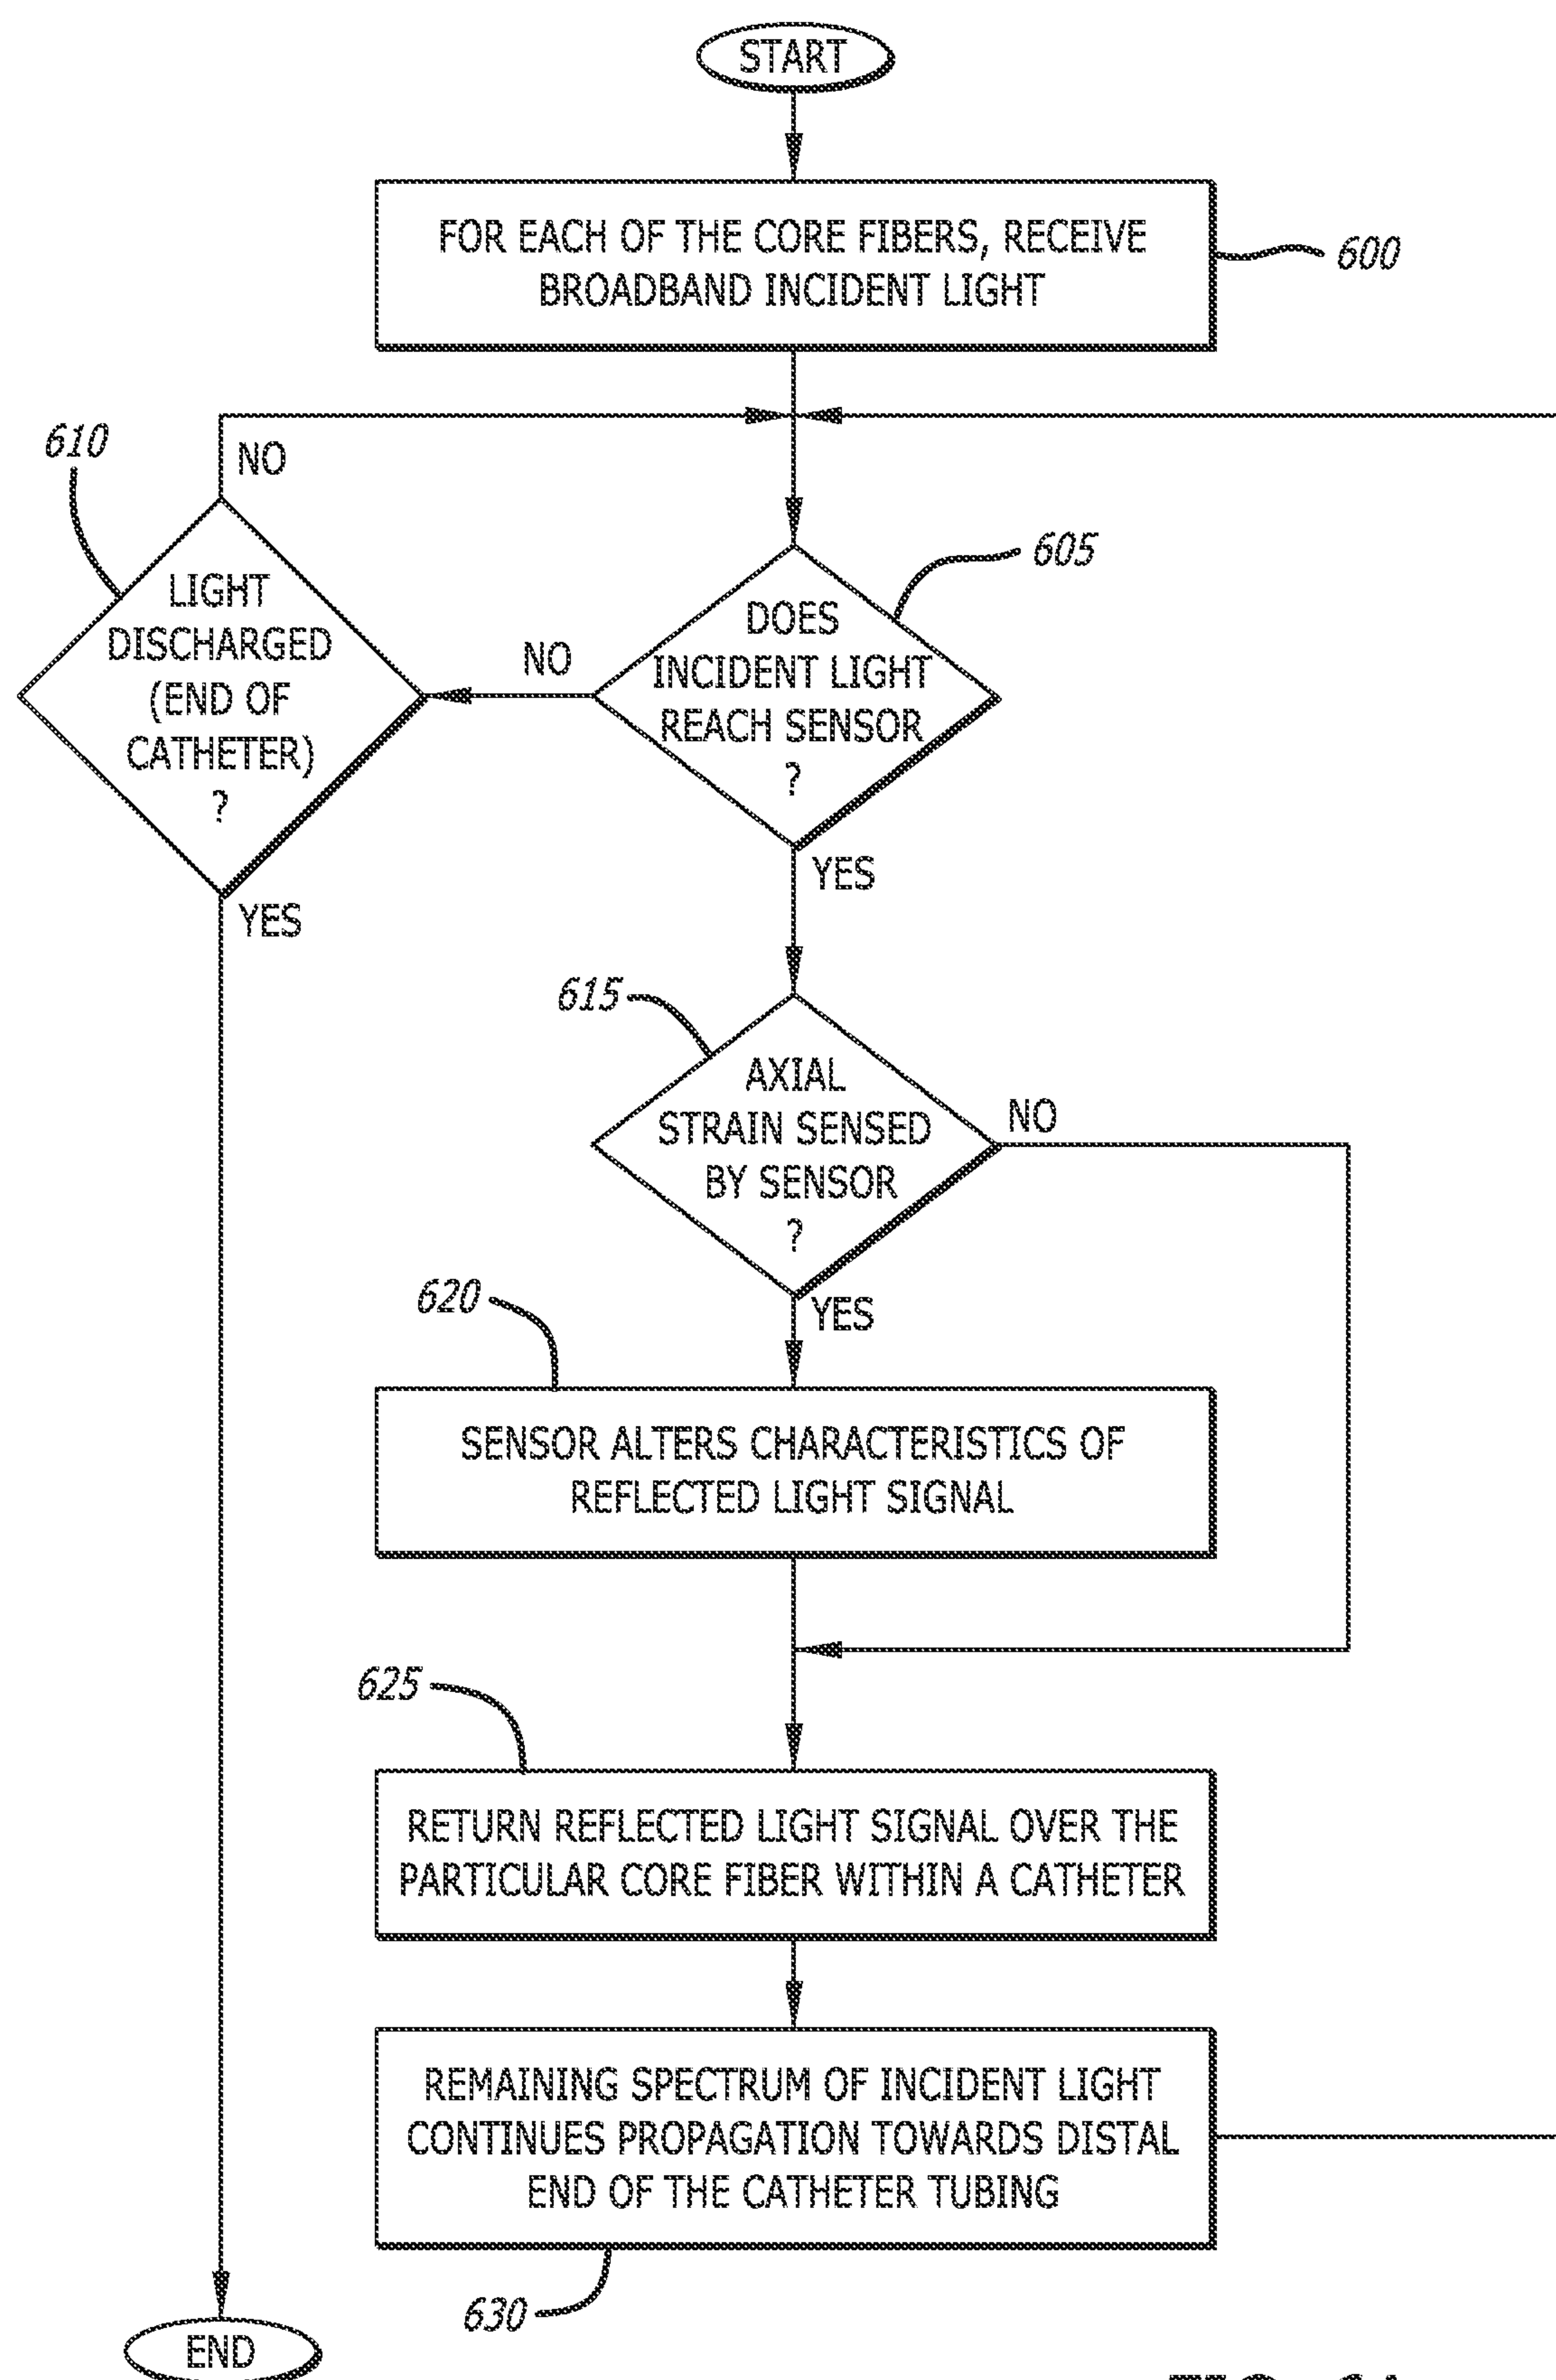 START
FOR EACH OF THE CORE FIBERS, RECEIVE
BROADBAND INCIDENT LIGHT
600
610
NO
605
LIGHT
DISCHARGED
(END OF
CATHETER)
?
NO
DOES
INCIDENT LIGHT
REACH SENSOR
?
YES
YES
615
AXIAL
STRAIN SENSED
BY SENSOR
?
NO
620
YES
SENSOR ALTERS CHARACTERISTICS OF
REFLECTED LIGHT SIGNAL
625
RETURN REFLECTED LIGHT SIGNAL OVER THE
PARTICULAR CORE FIBER WITHIN A CATHETER
REMAINING SPECTRUM OF INCIDENT LIGHT
CONTINUES PROPAGATION TOWARDS DISTAL
END OF THE CATHETER TUBING
630
END